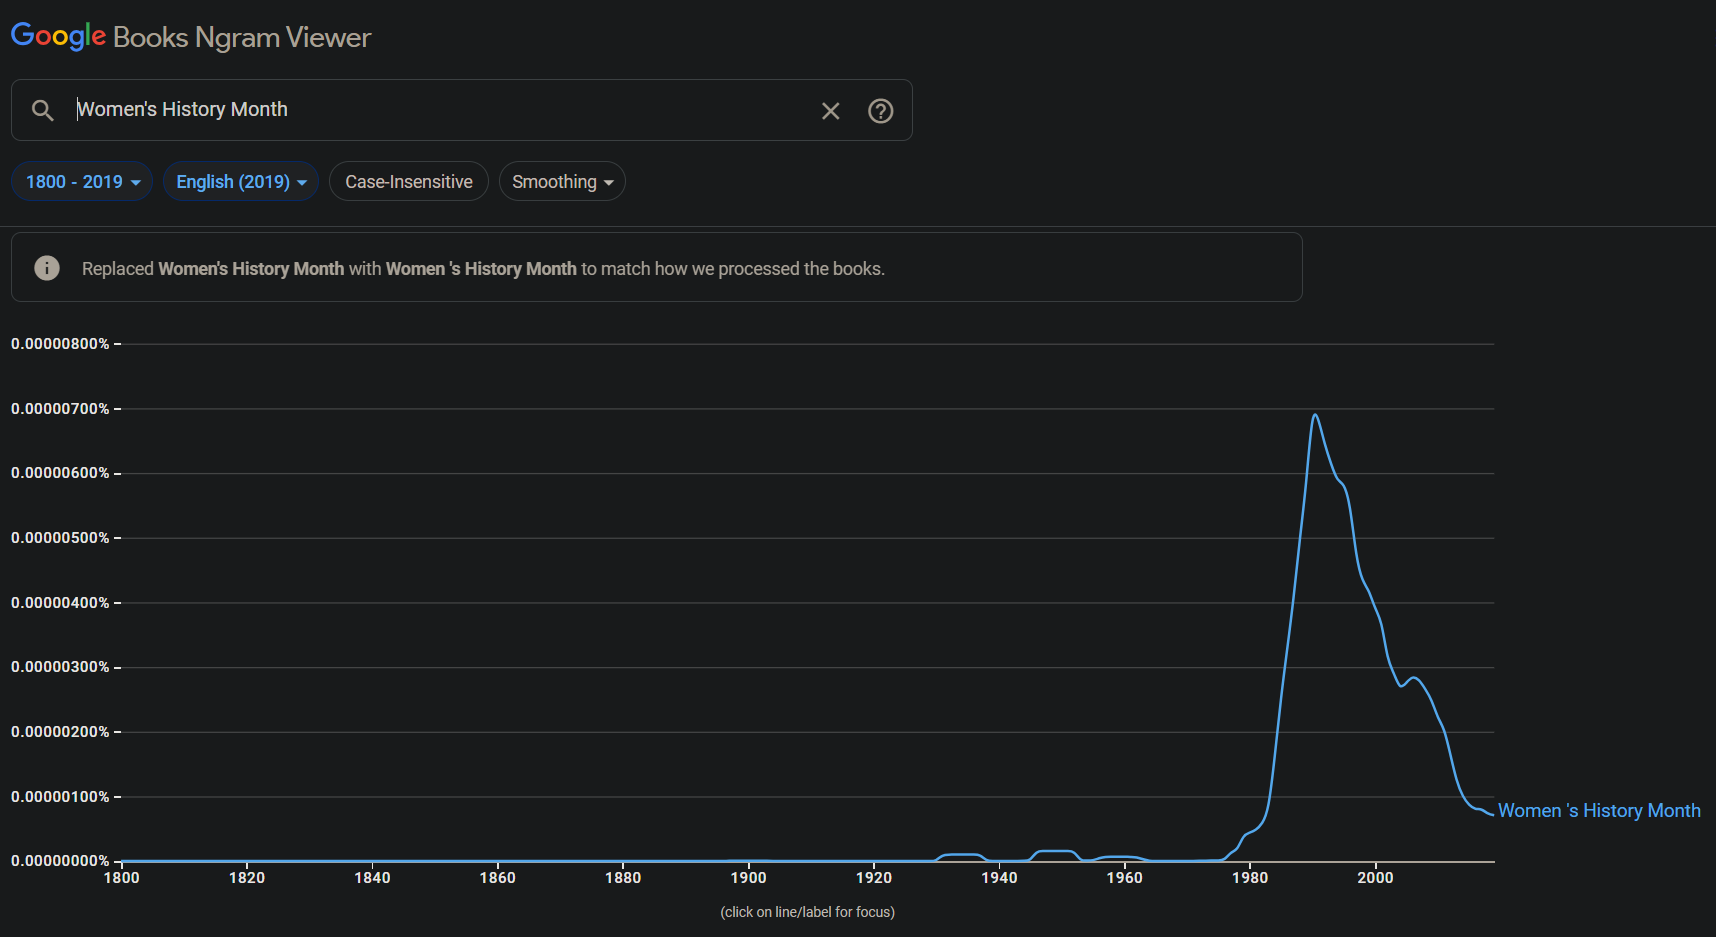 Google Books Ngram Viewer
Women's History Month
1800 - 2019
English (2019)
Case-Insensitive
Smoothing
Replaced Women's History Month with Women 's History Month to match how we processed the books.
0.00000800%
0.00000700%
0.00000600%
0.00000500%
0.00000400%
0.00000300%
0.00000200%
0.00000100%
Women 's History Month
0.00000000%
1800 1820 1840 1860 1880 1900 1920 1940 1960 1980 2000
(click on line/label for focus)